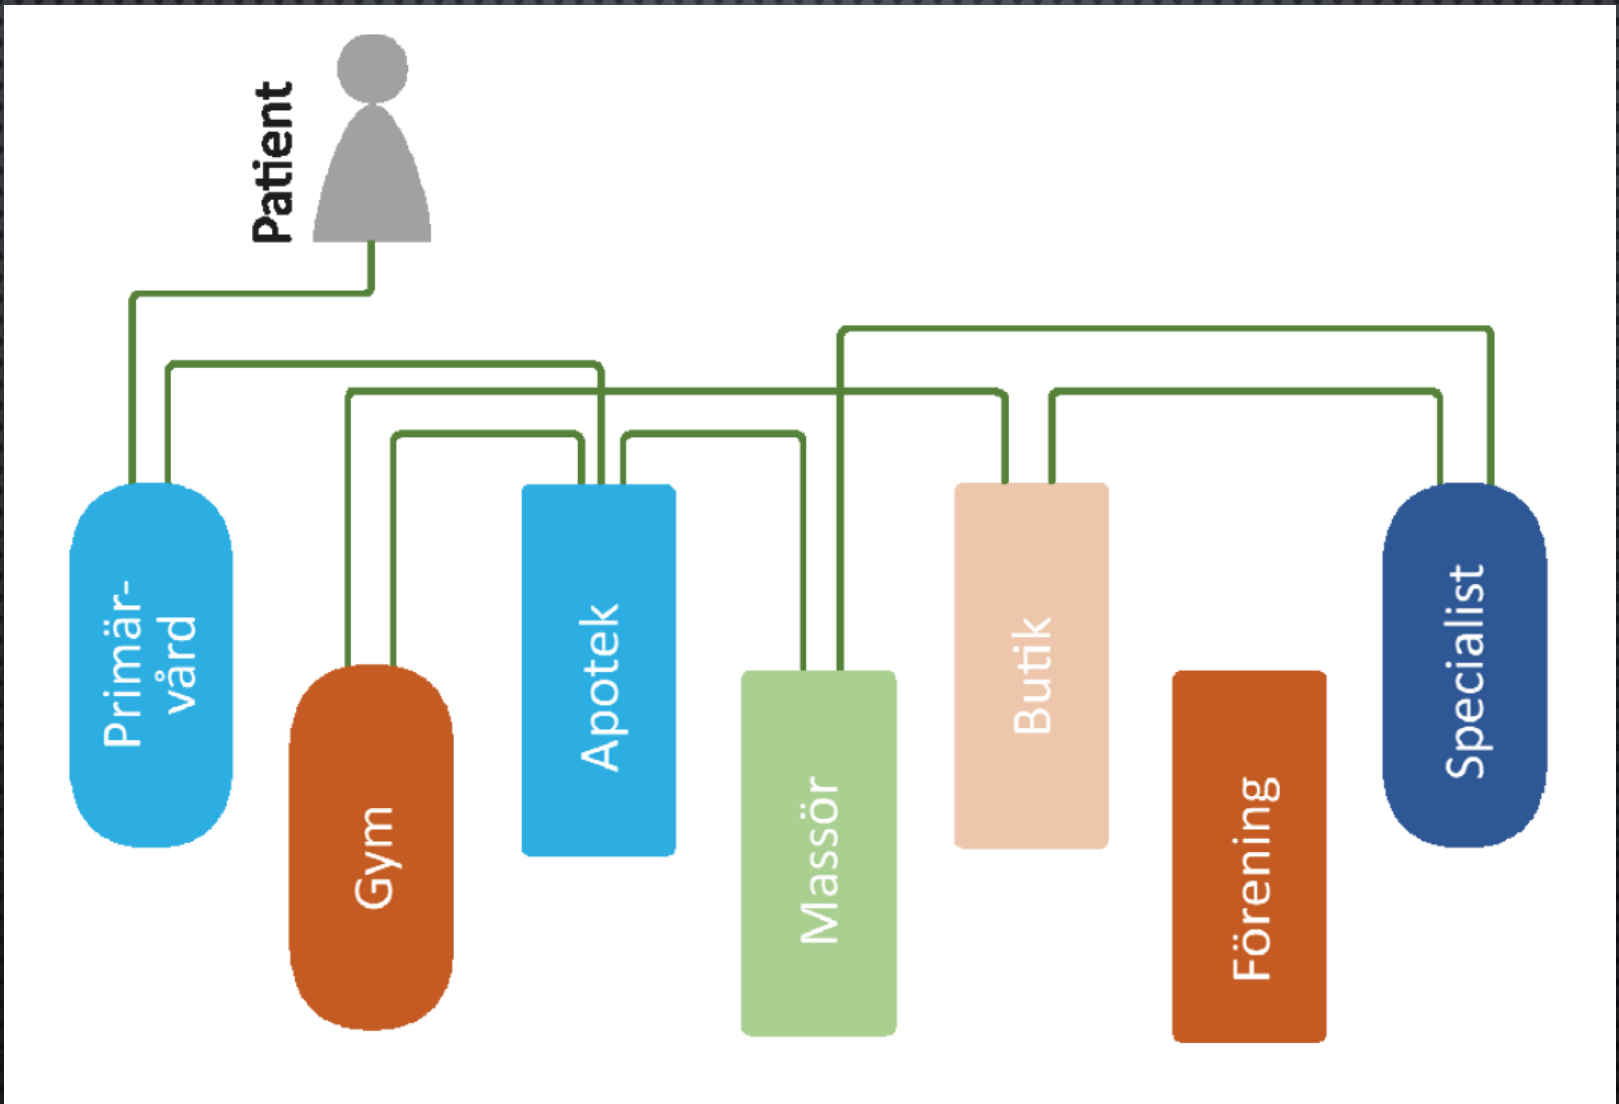 Patient
Primär-
vård
Gym
Apotek
Massör
Butik
Förening
Specialist